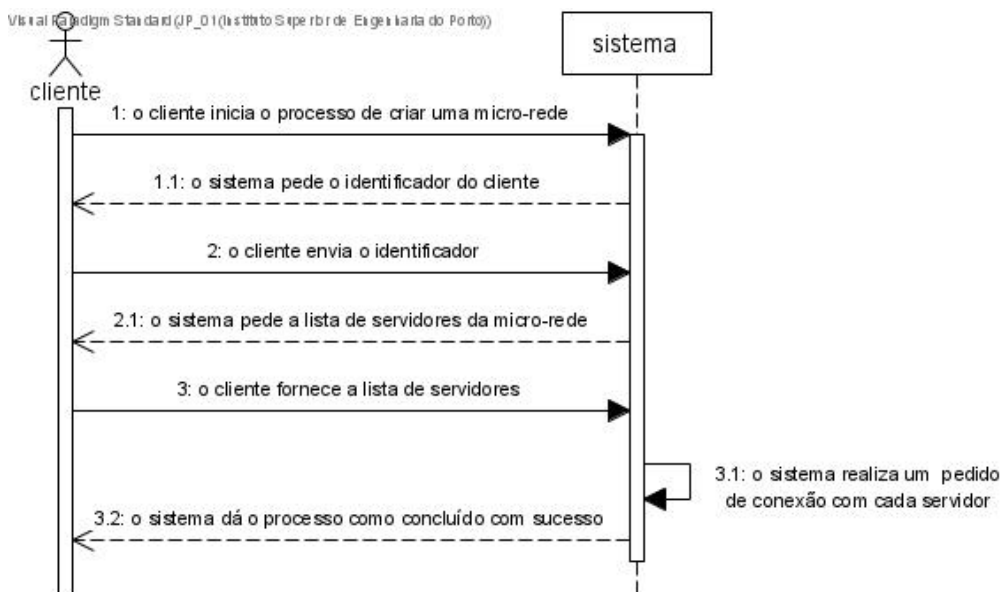 Visual Paradigm Standard (JP_01(Instituto Superior de Engenharia do Porto))
sistema
cliente
1: o cliente inicia o processo de criar uma micro-rede
1.1: o sistema pede o identificador do cliente
2: o cliente envia o identificador
2.1: o sistema pede a lista de servidores da micro-rede
3: o cliente fornece a lista de servidores
3.1: o sistema realiza um pedido
de conexão com cada servidor
3.2: o sistema dá o processo como concluído com sucesso